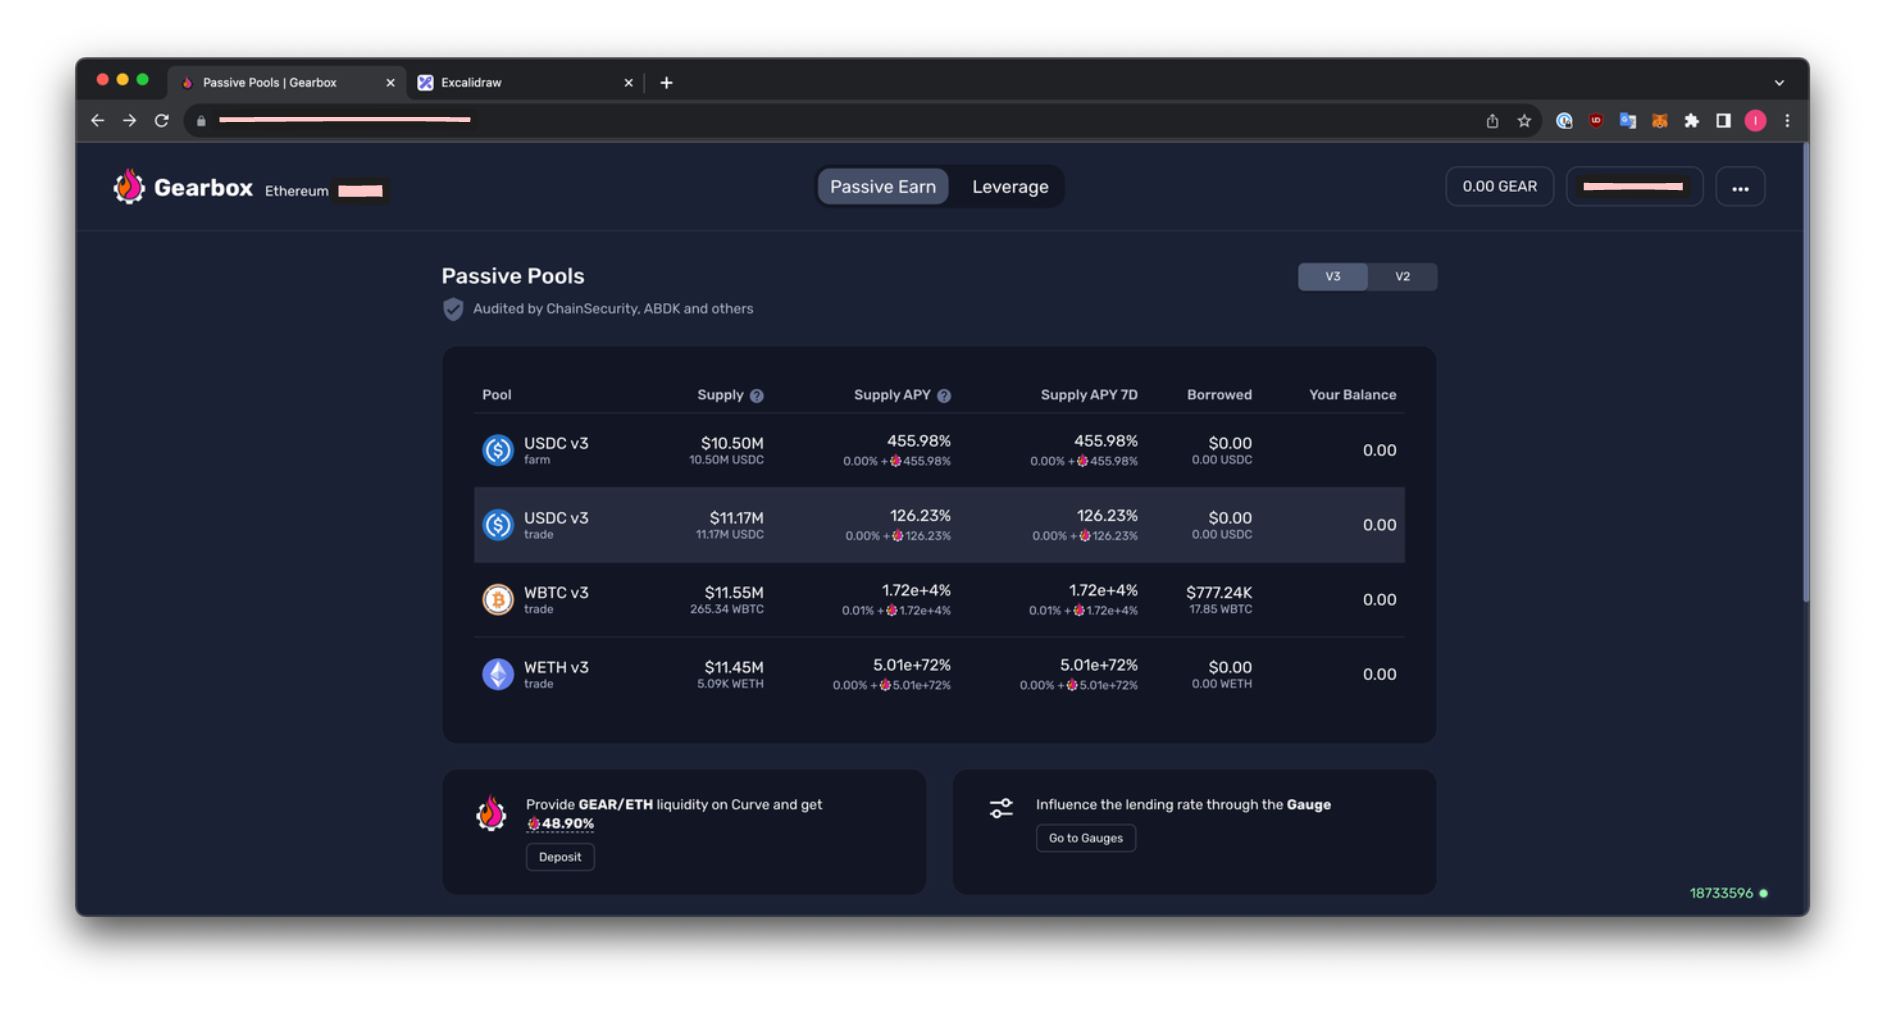 Passive Pools | Gearbox
Excalidraw
Gearbox Ethereum
Passive Earn Leverage
0.00 GEAR
Passive Pools
V3 V2
Audited by ChainSecurity, ABDK and others
Pool Supply ? Supply APY ? Supply APY 7D Borrowed Your Balance
USDC v3 $10.50M 455.98% 455.98% $0.00 0.00
farm 10.50M USDC 0.00% + 455.98% 0.00% + 455.98% 0.00 USDC
USDC v3 $11.17M 126.23% 126.23% $0.00 0.00
trade 11.17M USDC 0.00% + 126.23% 0.00% + 126.23% 0.00 USDC
WBTC v3 $11.55M 1.72e+4% 1.72e+4% $777.24K 0.00
trade 265.34 WBTC 0.01% + 1.72e+4% 0.01% + 1.72e+4% 17.85 WBTC
WETH v3 $11.45M 5.01e+72% 5.01e+72% $0.00 0.00
trade 5.09K WETH 0.00% + 5.01e+72% 0.00% + 5.01e+72% 0.00 WETH
Provide GEAR/ETH liquidity on Curve and get
48.90%
Deposit
Influence the lending rate through the Gauge
Go to Gauges
18733596